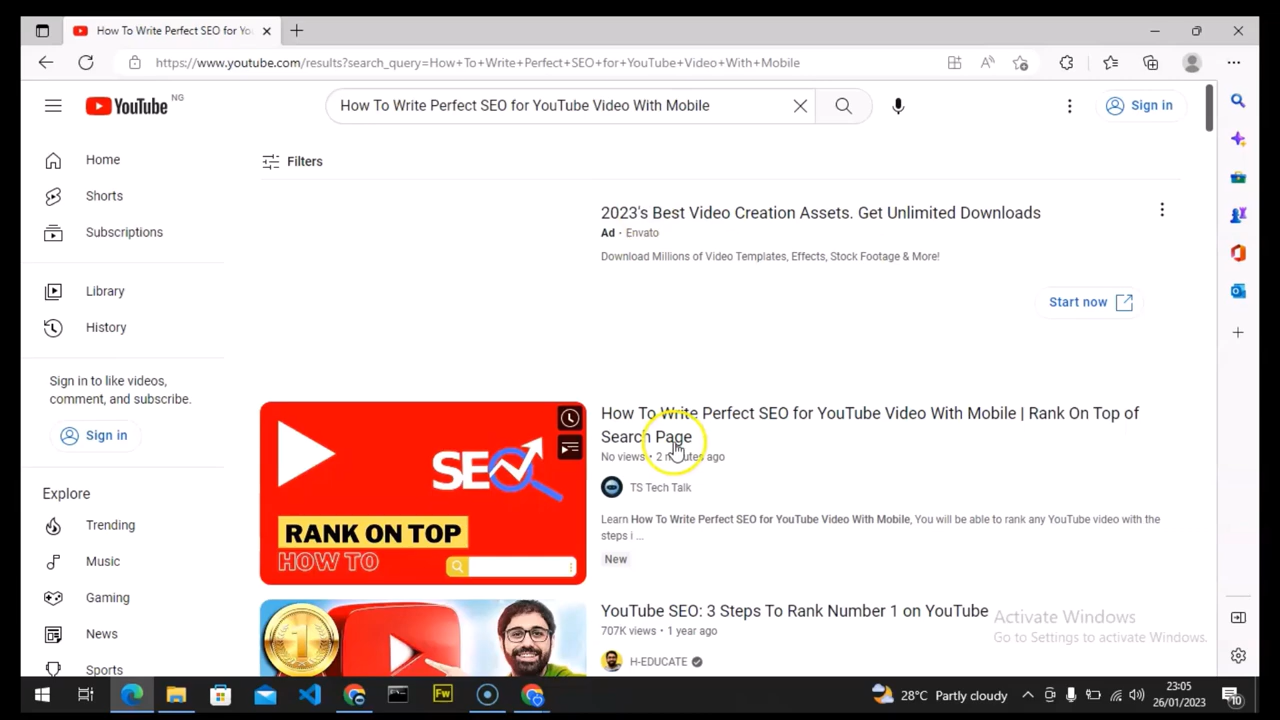 How To Write Perfect SEO for Yo
https://www.youtube.com/results?search_query=How+To+Write+Perfect+SEO+for+YouTube+Video+With+Mobile
YouTube NG
How To Write Perfect SEO for YouTube Video With Mobile
Sign in
Home
Shorts
Subscriptions
Library
History
Sign in to like videos,
comment, and subscribe.
Sign in
Explore
Trending
Music
Gaming
News
Sports
Filters
2023's Best Video Creation Assets. Get Unlimited Downloads
Ad · Envato
Download Millions of Video Templates, Effects, Stock Footage & More!
Start now
SEO
RANK ON TOP
HOW TO
How To Write Perfect SEO for YouTube Video With Mobile | Rank On Top of
Search Page
No views • 2 minutes ago
TS Tech Talk
Learn How To Write Perfect SEO for YouTube Video With Mobile, You will be able to rank any YouTube video with the
steps i ...
New
1
YouTube SEO: 3 Steps To Rank Number 1 on YouTube
707K views • 1 year ago
H-EDUCATE
Activate Windows
Go to Settings to activate Windows.
Fw
28°C Partly cloudy
23:05
26/01/2023
10